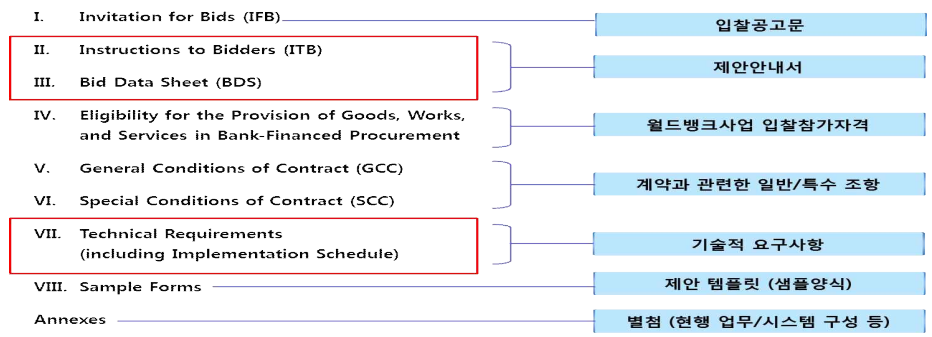 I. Invitation for Bids (IFB)
입찰공고문
II. Instructions to Bidders (ITB)
제안안내서
III. Bid Data Sheet (BDS)
IV. Eligibility for the Provision of Goods, Works,
and Services in Bank-Financed Procurement
월드뱅크사업 입찰참가자격
V. General Conditions of Contract (GCC)
계약과 관련한 일반/특수 조항
VI. Special Conditions of Contract (SCC)
VII. Technical Requirements
(including Implementation Schedule)
기술적 요구사항
VIII. Sample Forms
제안 템플릿 (샘플양식)
Annexes
별첨 (현행 업무/시스템 구성 등)